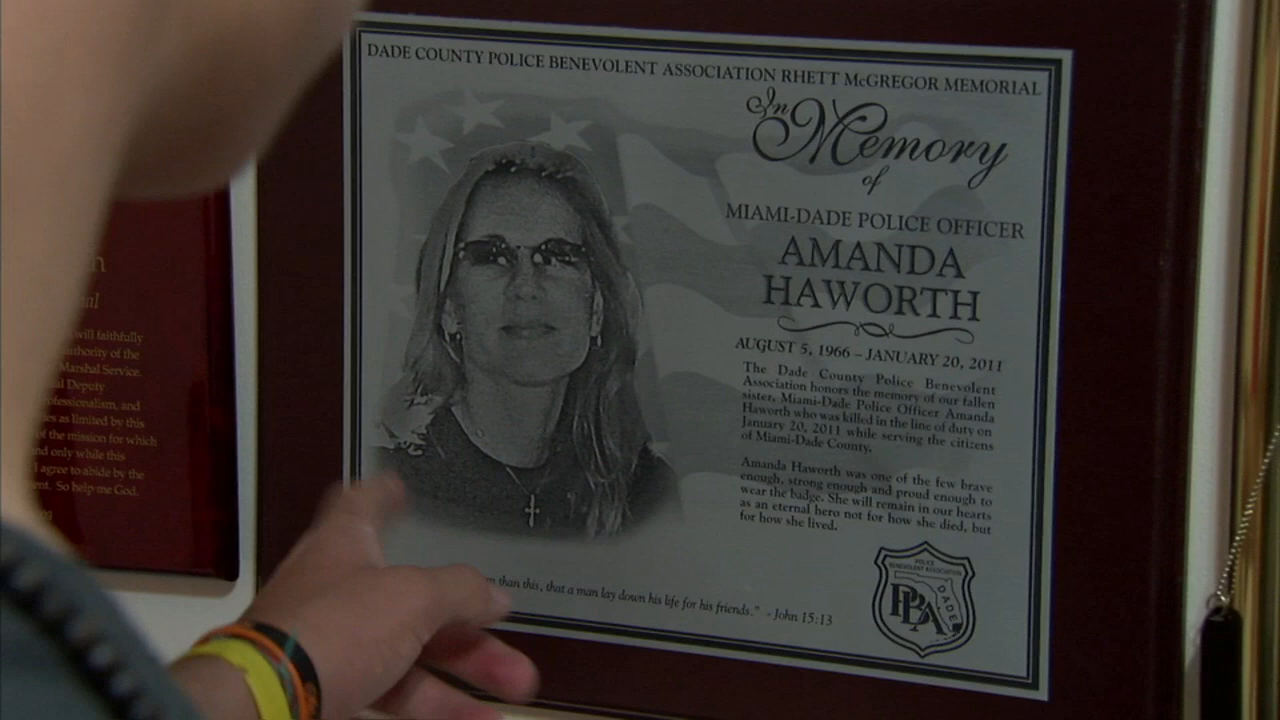 DADE COUNTY POLICE BENEVOLENT ASSOCIATION RHETT McGREGOR MEMORIAL
In
Memory
of
MIAMI-DADE POLICE OFFICER
AMANDA
HAWORTH
AUGUST 5, 1966 – JANUARY 20, 2011
The Dade County Police Benevolent
Association honors the memory of our fallen
sister, Miami-Dade Police Officer Amanda
Haworth who was killed in the line of duty on
January 20, 2011 while serving the citizens
of Miami-Dade County.
Amanda Haworth was one of the few brave
enough, strong enough and proud enough to
wear the badge. She will remain in our hearts
as an eternal hero not for how she died, but
for how she lived.
than this, that a man lay down his life for his friends." - John 15:13
POLICE
BENEVOLENT ASSOCIATION
DADE
PBA
will faithfully
authority of the
Marshal Service.
Deputy
professionalism, and
as limited by this
of the mission for which
and only while this
I agree to abide by the
So help me God.